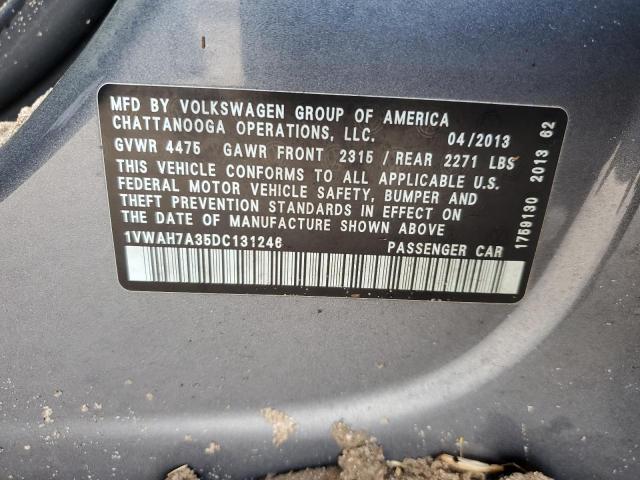 MFD BY VOLKSWAGEN GROUP OF AMERICA
CHATTANOOGA OPERATIONS, LLC. 04/2013
GVWR 4475 GAWR FRONT 2315 / REAR 2271 LBS
THIS VEHICLE CONFORMS TO ALL APPLICABLE U.S.
FEDERAL MOTOR VEHICLE SAFETY, BUMPER AND
THEFT PREVENTION STANDARDS IN EFFECT ON
THE DATE OF MANUFACTURE SHOWN ABOVE
1VWAH7A35DC131246 PASSENGER CAR
1759130 2013 62